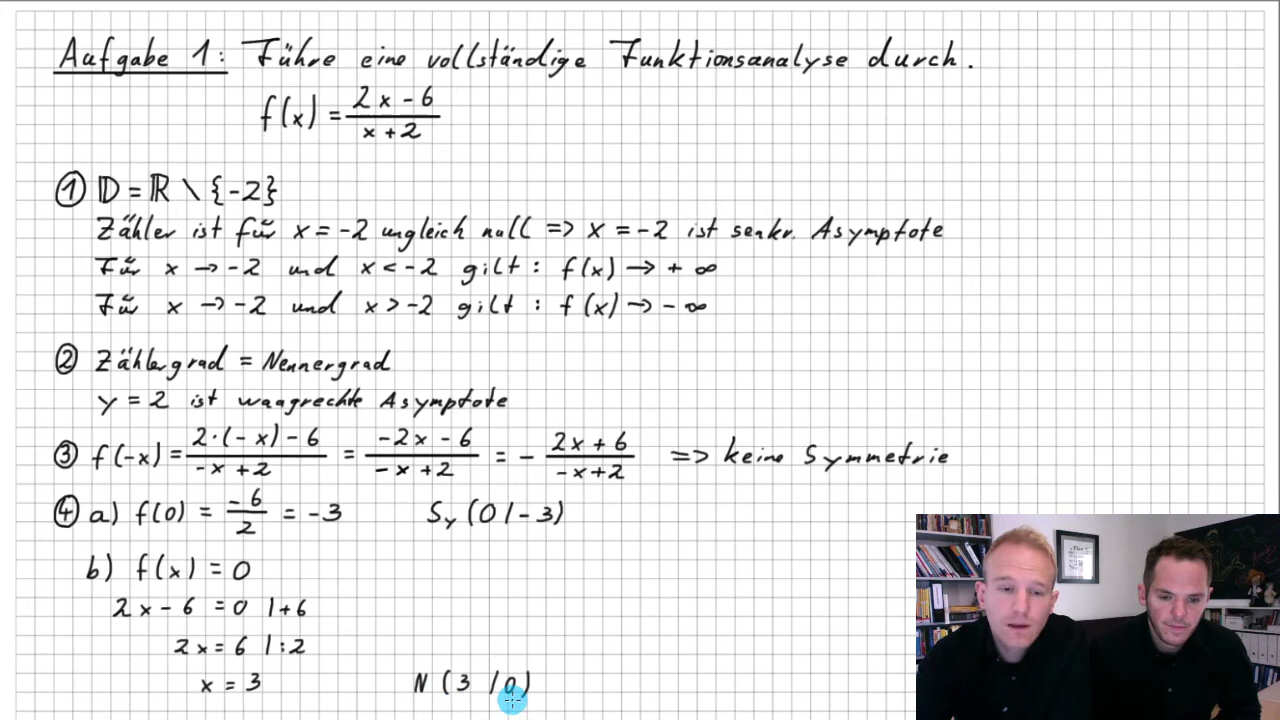 Aufgabe 1: Führe eine vollständige Funktionsanalyse durch.
f(x) = (2x - 6)/(x + 2)
① 𝔻 = ℝ \ {-2}
Zähler ist für x = -2 ungleich null => x = -2 ist senkr. Asymptote
Für x → -2 und x < -2 gilt : f(x) → + ∞
Für x → -2 und x > -2 gilt : f(x) → - ∞
② Zählergrad = Nennergrad
y = 2 ist waagrechte Asymptote
③ f(-x) = (2·(-x) - 6)/(-x + 2) = (-2x - 6)/(-x + 2) = - (2x + 6)/(-x + 2) => keine Symmetrie
④ a) f(0) = -6/2 = -3 Sy (0 / -3)
b) f(x) = 0
2x - 6 = 0 | +6
2x = 6 | :2
x = 3 N (3 / 0)